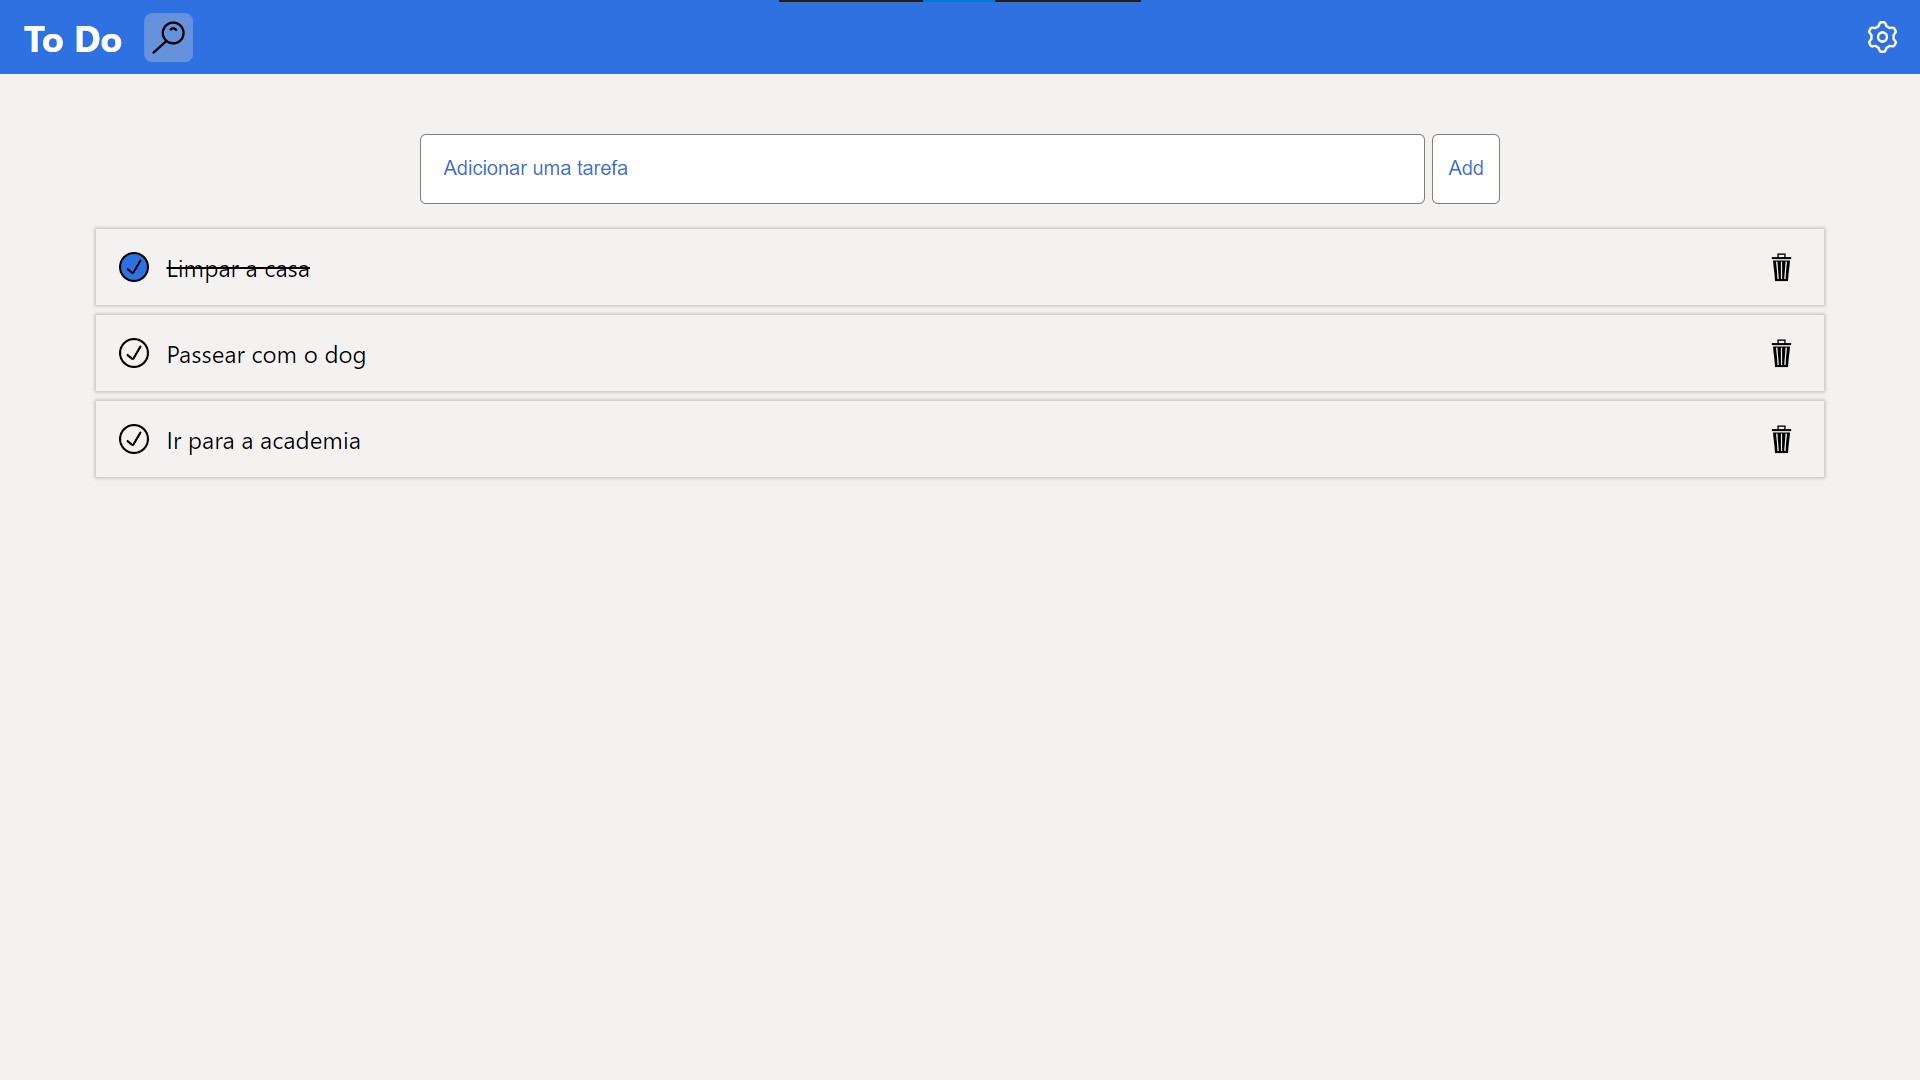 To Do
Adicionar uma tarefa
Add
Limpar a casa
Passear com o dog
Ir para a academia